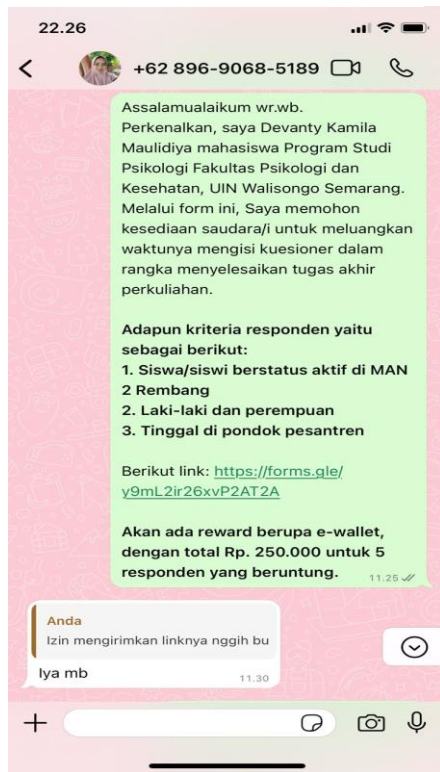 22.26
+62 896-9068-5189
Assalamualaikum wr.wb.
Perkenalkan, saya Devanty Kamila
Maulidiya mahasiswa Program Studi
Psikologi Fakultas Psikologi dan
Kesehatan, UIN Walisongo Semarang.
Melalui form ini, Saya memohon
kesediaan saudara/i untuk meluangkan
waktunya mengisi kuesioner dalam
rangka menyelesaikan tugas akhir
perkuliahan.
Adapun kriteria responden yaitu
sebagai berikut:
1. Siswa/siswi berstatus aktif di MAN
2 Rembang
2. Laki-laki dan perempuan
3. Tinggal di pondok pesantren
Berikut link: https://forms.gle/
y9mL2ir26xvP2AT2A
Akan ada reward berupa e-wallet,
dengan total Rp. 250.000 untuk 5
responden yang beruntung.
11.25
Anda
Izin mengirimkan linknya nggih bu
Iya mb
11.30